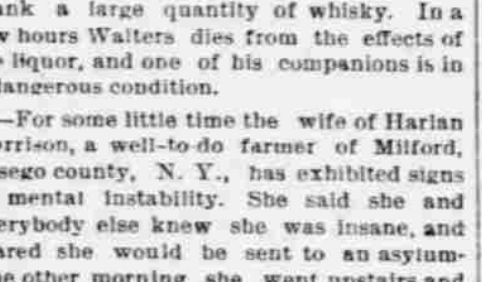 ank a large quantity of whisky. In a
w hours Walters dies from the effects of
liquor, and one of his companions is in
dangerous condition.
—For some little time the wife of Harlan
orrison, a well-to-do farmer of Milford,
sego county, N. Y., has exhibited signs
mental instability. She said she and
erybody else knew she was insane, and
ared she would be sent to an asylum-
he other morning she went upstairs and